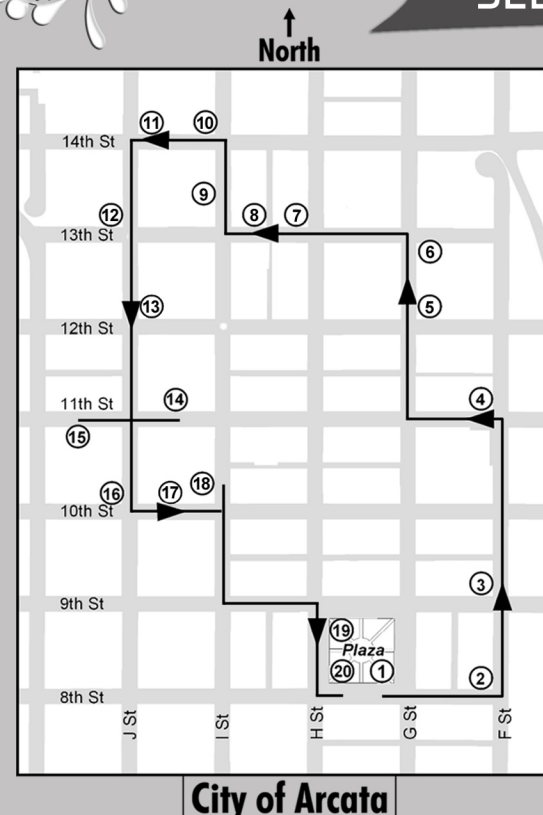 North
11
10
14th St
9
12
8
7
13th St
6
13
5
12th St
11th St
14
4
15
16
17
18
10th St
3
9th St
19
Plaza
20
1
2
8th St
J St
I St
H St
G St
F St
City of Arcata